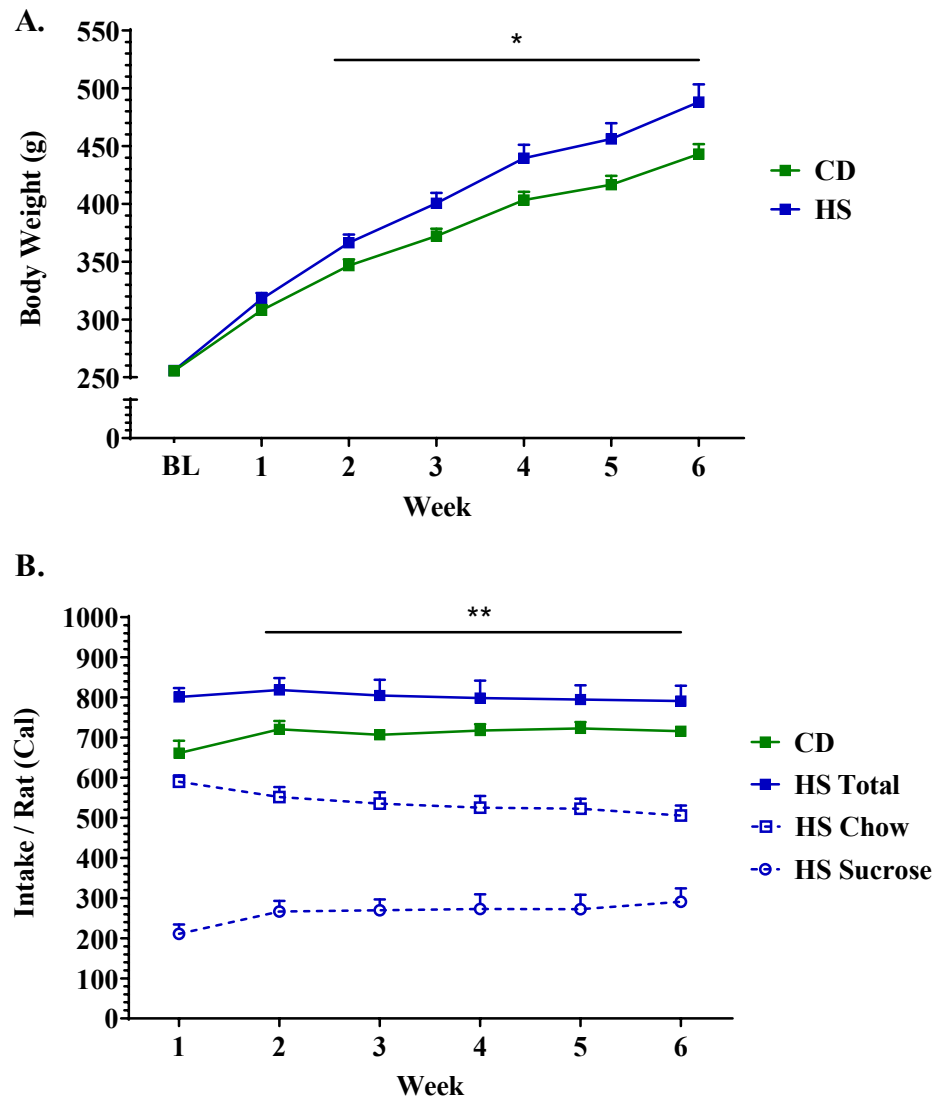 A.
550
*
500
450
400
350
300
250
0
Body Weight (g)
CD
HS
BL 1 2 3 4 5 6
Week
B.
1000
**
900
800
700
600
500
400
300
200
100
0
Intake / Rat (Cal)
CD
HS Total
HS Chow
HS Sucrose
1 2 3 4 5 6
Week